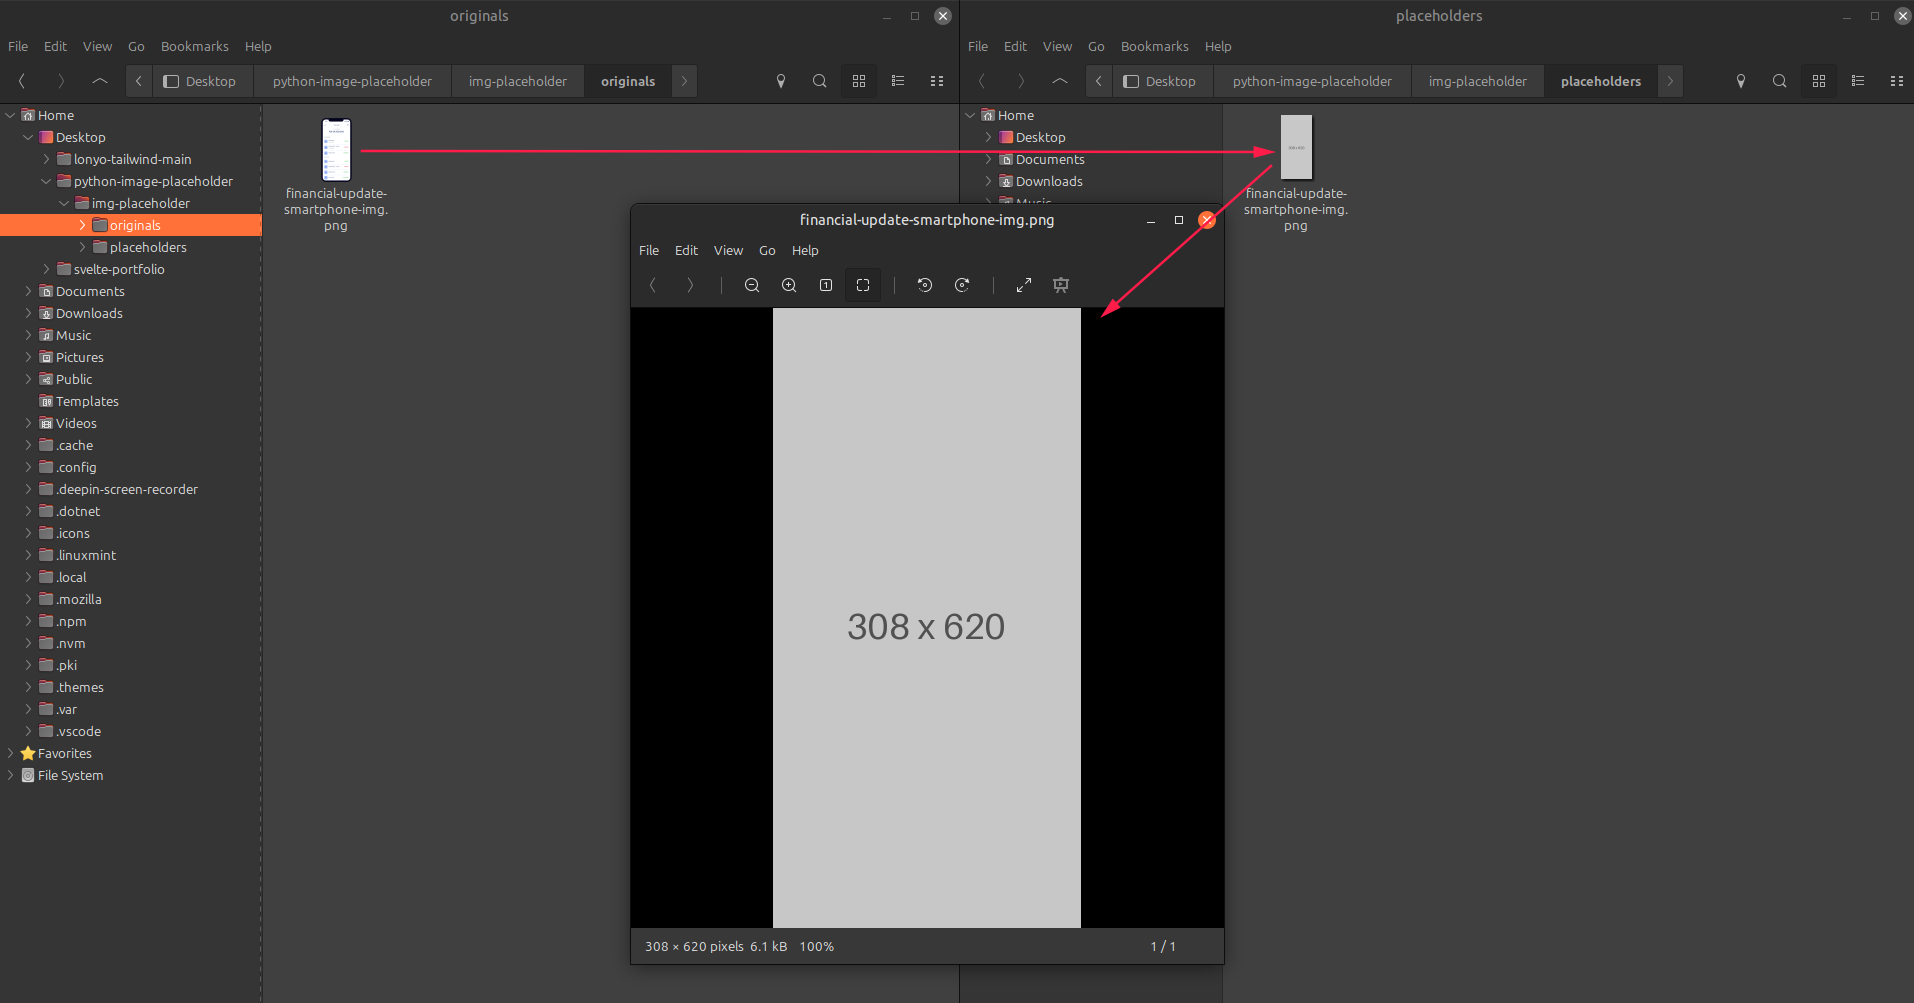 originals
File Edit View Go Bookmarks Help
Desktop python-image-placeholder img-placeholder originals
Home
Desktop
lonyo-tailwind-main
python-image-placeholder
img-placeholder
originals
placeholders
svelte-portfolio
Documents
Downloads
Music
Pictures
Public
Templates
Videos
.cache
.config
.deepin-screen-recorder
.dotnet
.icons
.linuxmint
.local
.mozilla
.npm
.nvm
.pki
.themes
.var
.vscode
Favorites
File System
financial-update-
smartphone-img.
png
placeholders
File Edit View Go Bookmarks Help
Desktop python-image-placeholder img-placeholder placeholders
Home
Desktop
Documents
Downloads
Music
financial-update-
smartphone-img.
png
financial-update-smartphone-img.png
File Edit View Go Help
308 x 620
308 × 620 pixels 6.1 kB 100% 1 / 1